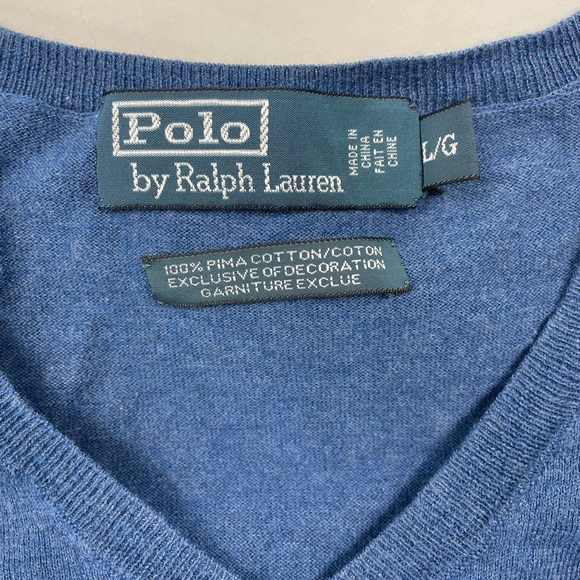 Polo
by Ralph Lauren
MADE IN
CHINA
FAIT EN
CHINE
L/G
100% PIMA COTTON/COTON
EXCLUSIVE OF DECORATION
GARNITURE EXCLUE